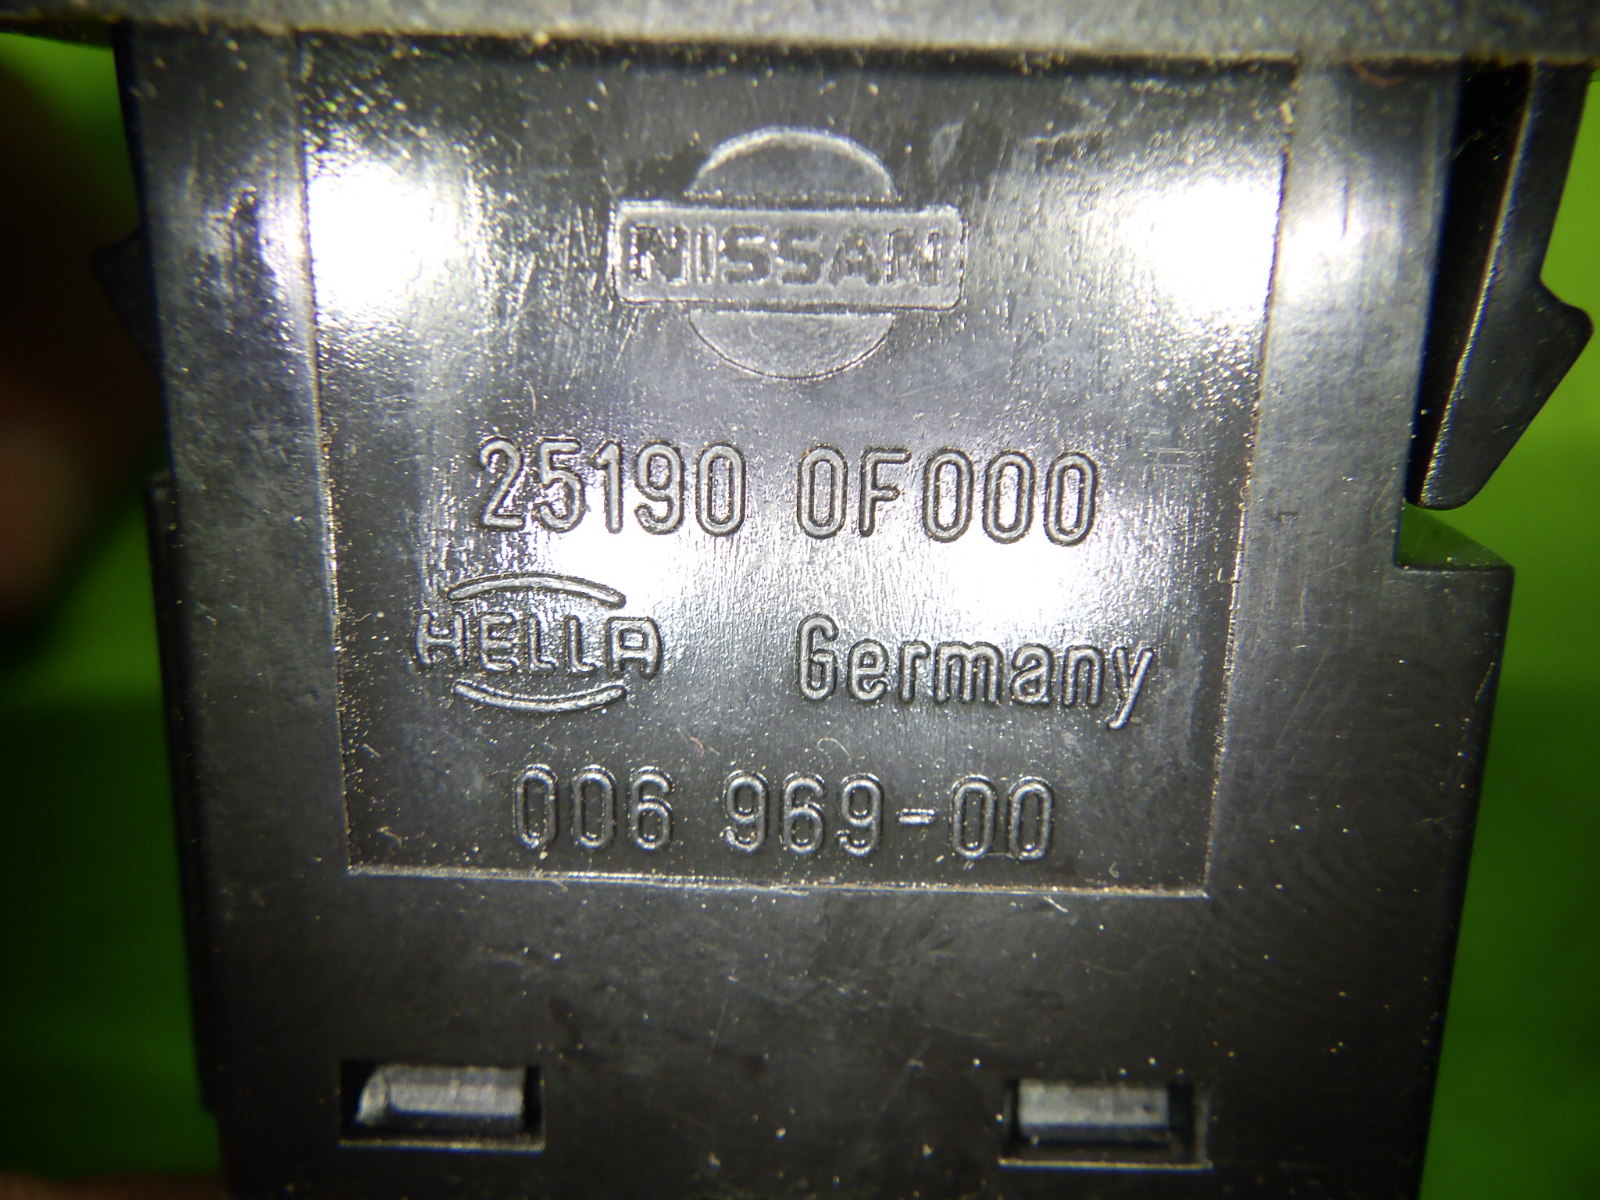 NISSAN
25190 0F000
HELLA Germany
006 969-00